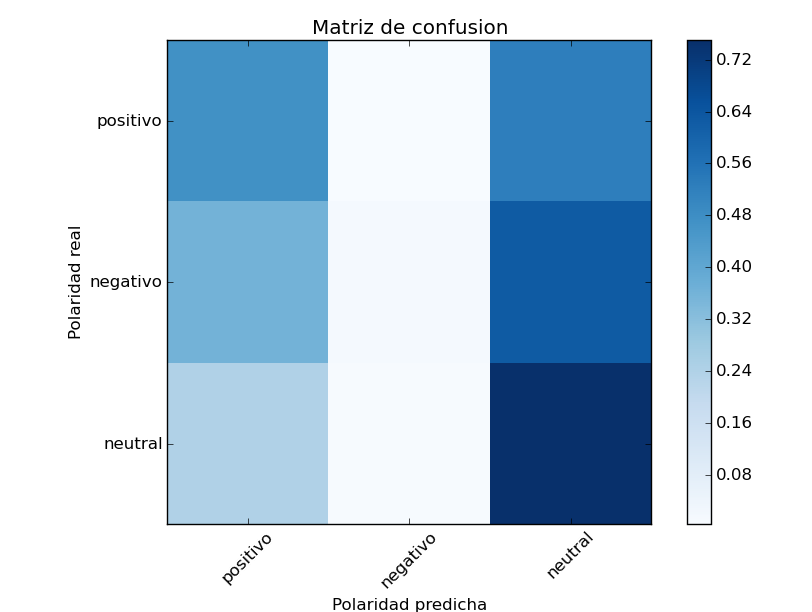 Matriz de confusion
positivo
negativo
neutral
Polaridad real
positivo
negativo
neutral
Polaridad predicha
0.72
0.64
0.56
0.48
0.40
0.32
0.24
0.16
0.08